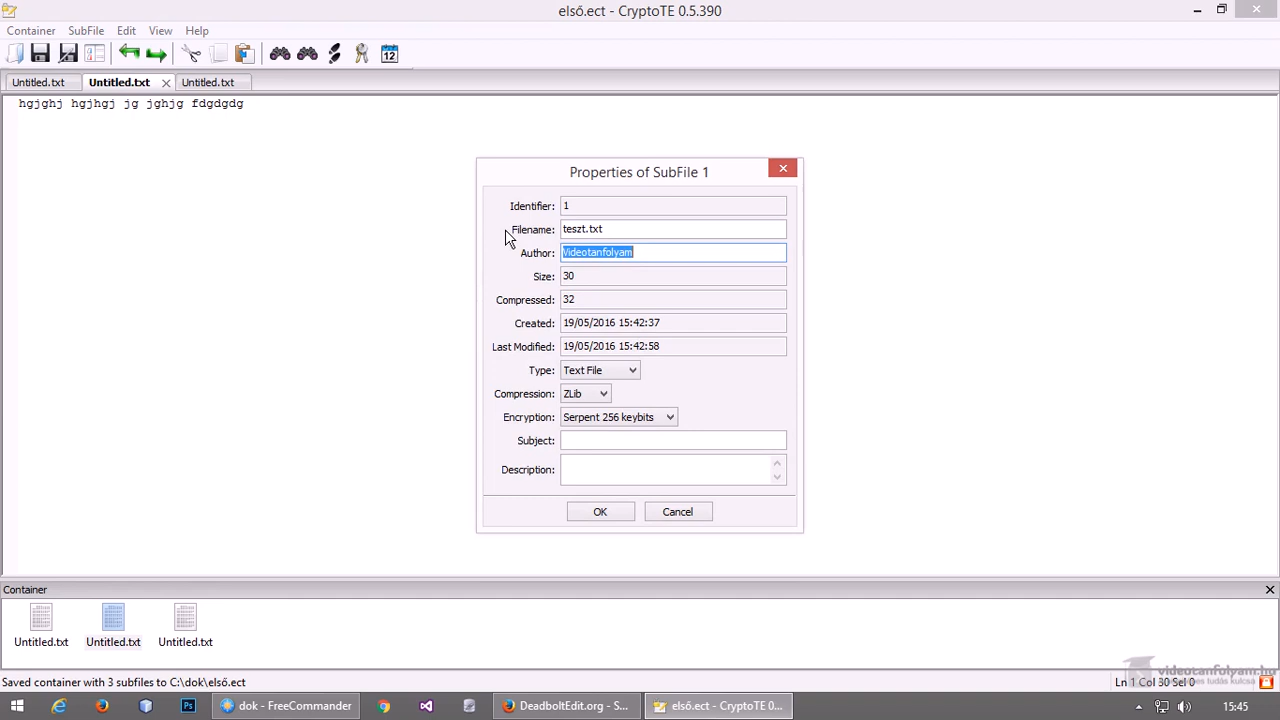 első.ect - CryptoTE 0.5.390
Container SubFile Edit View Help
12
Untitled.txt Untitled.txt Untitled.txt
hgjghj hgjhgj jg jghjg fdgdgdg
Properties of SubFile 1
Identifier: 1
Filename: teszt.txt
Author: Videotanfolyam
Size: 30
Compressed: 32
Created: 19/05/2016 15:42:37
Last Modified: 19/05/2016 15:42:58
Type: Text File
Compression: ZLib
Encryption: Serpent 256 keybits
Subject:
Description:
OK Cancel
Container
Untitled.txt Untitled.txt Untitled.txt
videotanfolyam.hu
Saved container with 3 subfiles to C:\dok\első.ect
Ln 1 Col 30 Sel 0
es tudás kulcsa
Ps dok - FreeCommander DeadboltEdit.org - S... első.ect - CryptoTE 0... 15:45